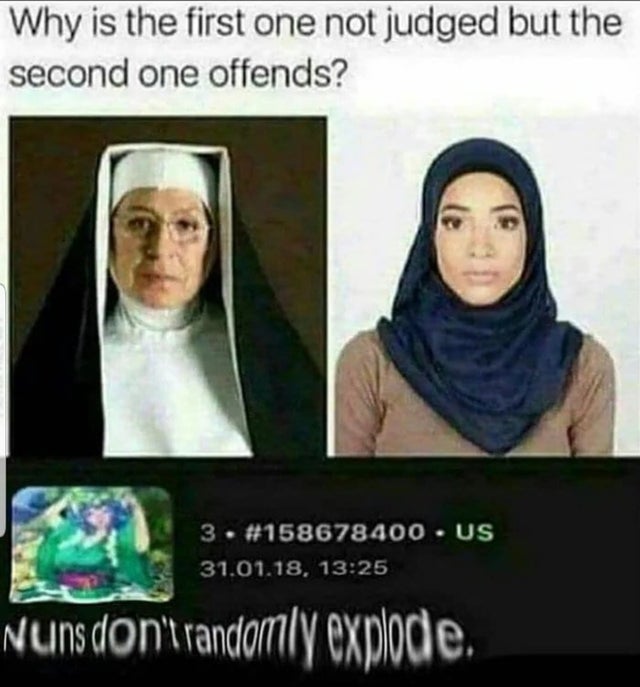 Why is the first one not judged but the
second one offends?
3 • #158678400 • US
31.01.18, 13:25
Nuns don't randomly explode.